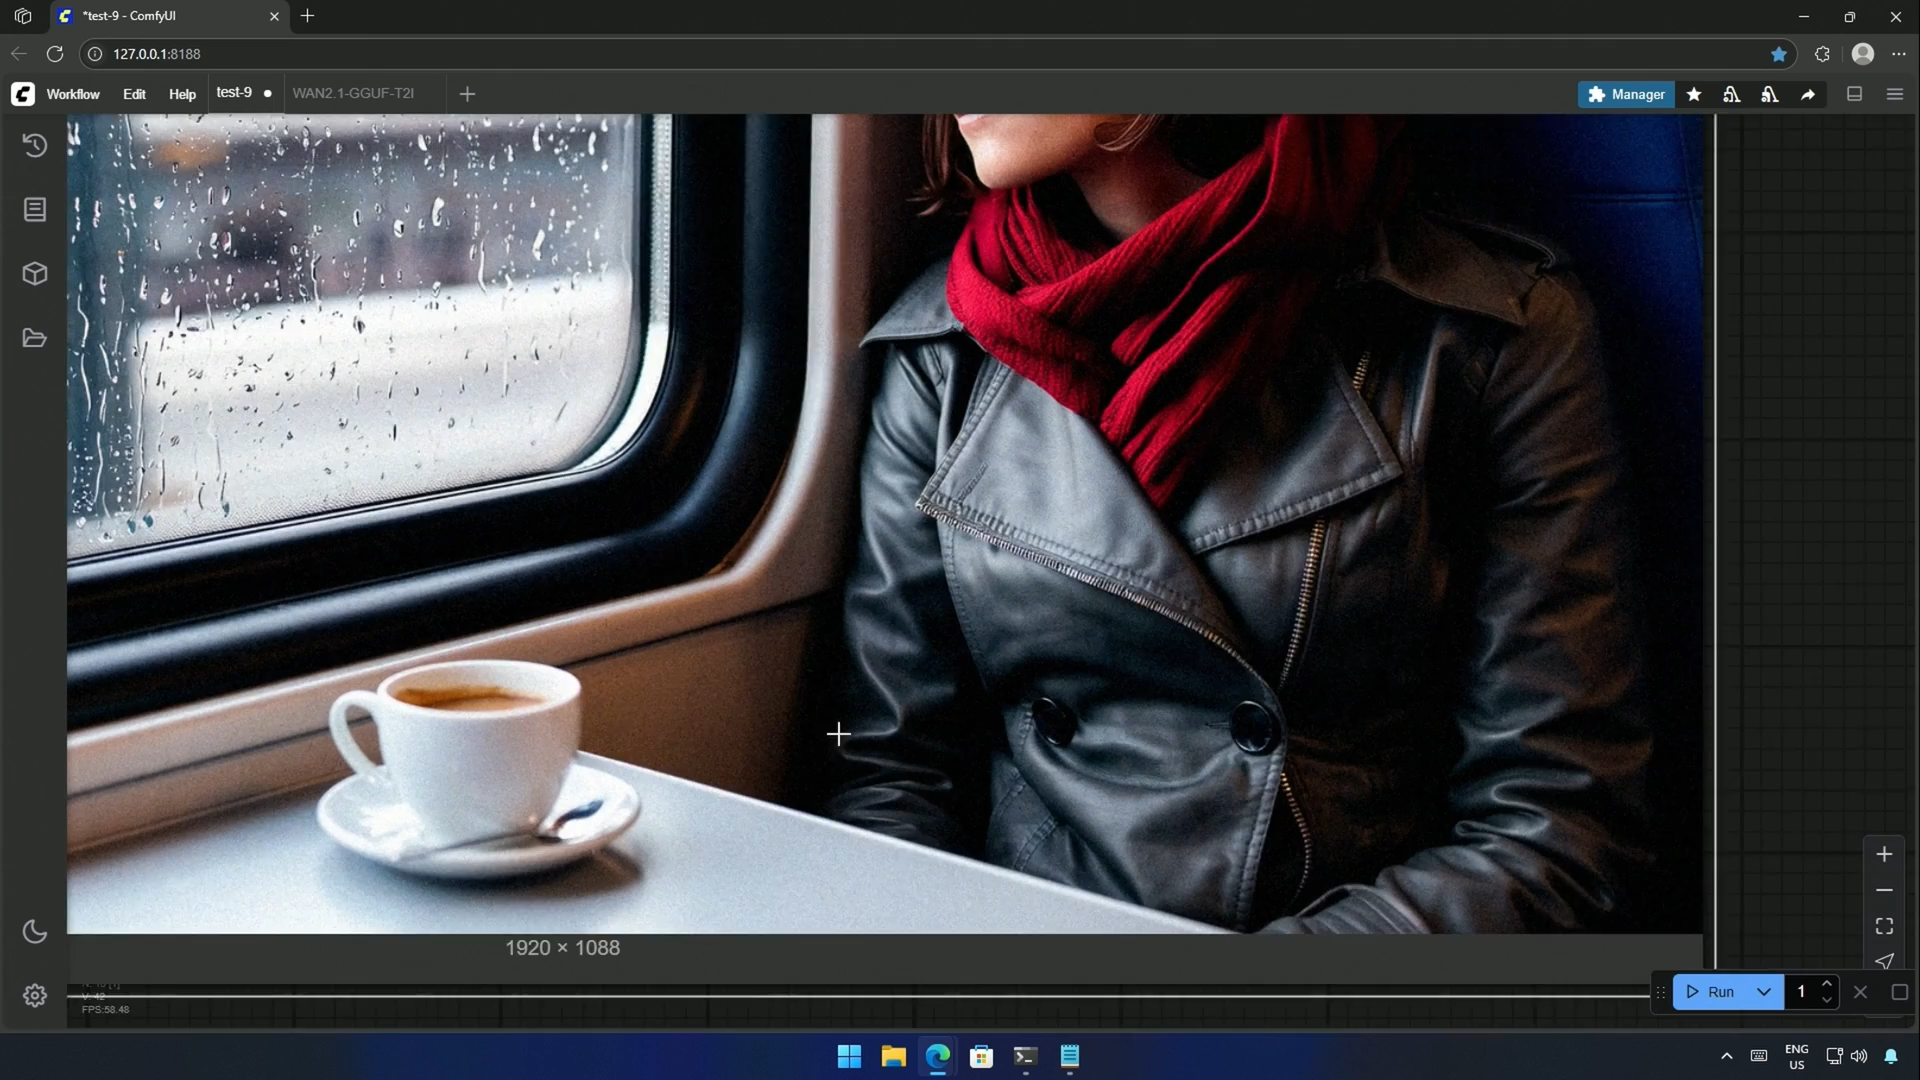 *test-9 - ComfyUI
127.0.0.1:8188
Workflow Edit Help test-9 WAN2.1-GGUF-T2I
Manager
1920 × 1088
V: 42
FPS:58.48
Run 1
ENG
US